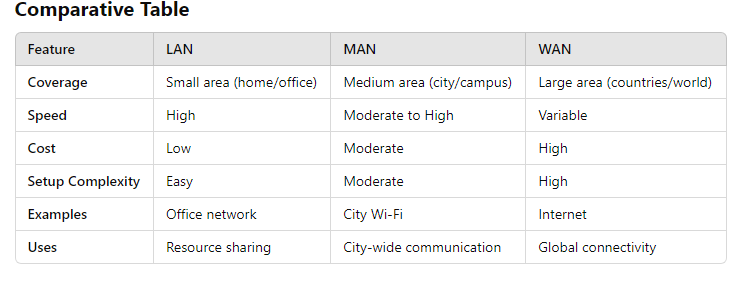 Comparative Table
Feature LAN MAN WAN
Coverage Small area (home/office) Medium area (city/campus) Large area (countries/world)
Speed High Moderate to High Variable
Cost Low Moderate High
Setup Complexity Easy Moderate High
Examples Office network City Wi-Fi Internet
Uses Resource sharing City-wide communication Global connectivity